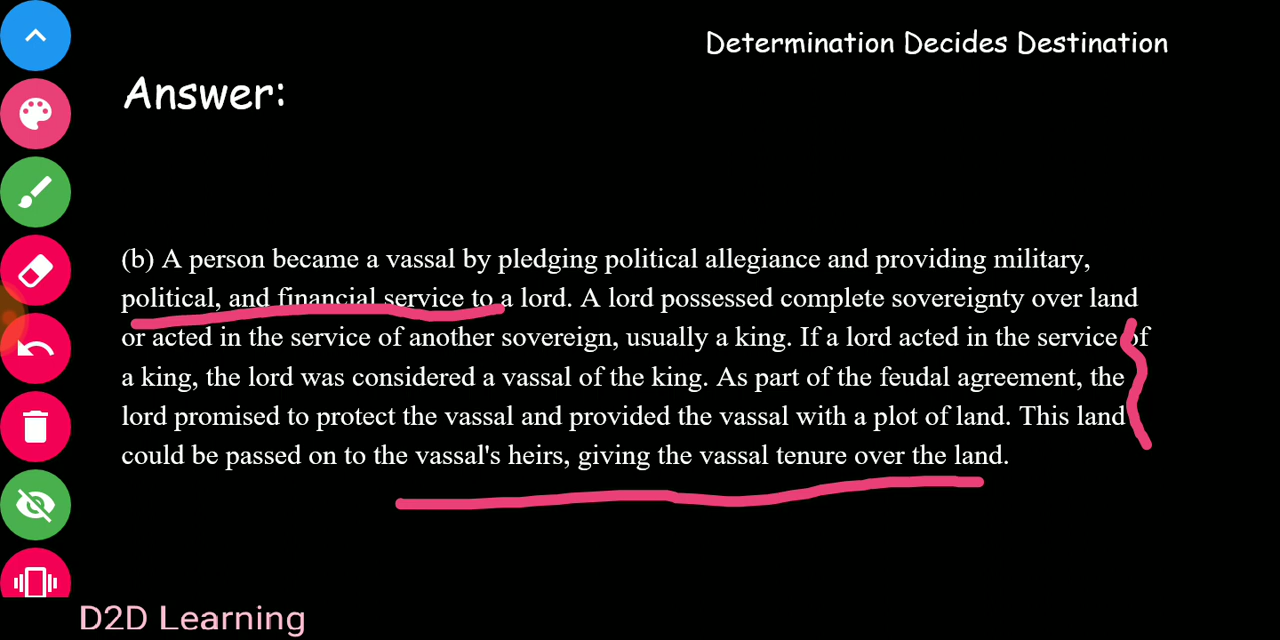 Determination Decides Destination
Answer:
(b) A person became a vassal by pledging political allegiance and providing military,
political, and financial service to a lord. A lord possessed complete sovereignty over land
or acted in the service of another sovereign, usually a king. If a lord acted in the service of
a king, the lord was considered a vassal of the king. As part of the feudal agreement, the
lord promised to protect the vassal and provided the vassal with a plot of land. This land
could be passed on to the vassal's heirs, giving the vassal tenure over the land.
D2D Learning